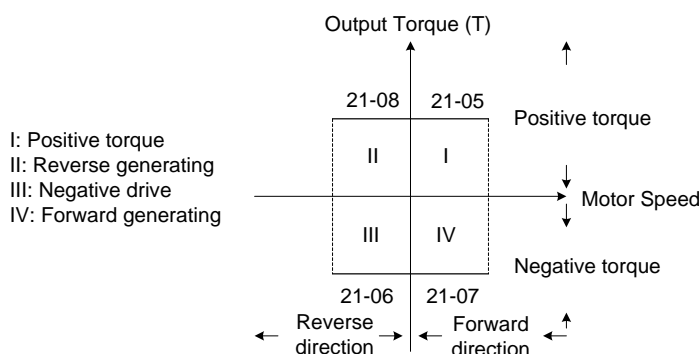 Output Torque (T)
21-08
21-05
Positive torque
I: Positive torque
II: Reverse generating
III: Negative drive
IV: Forward generating
II
I
Motor Speed
III
IV
Negative torque
21-06
21-07
Reverse
direction
Forward
direction